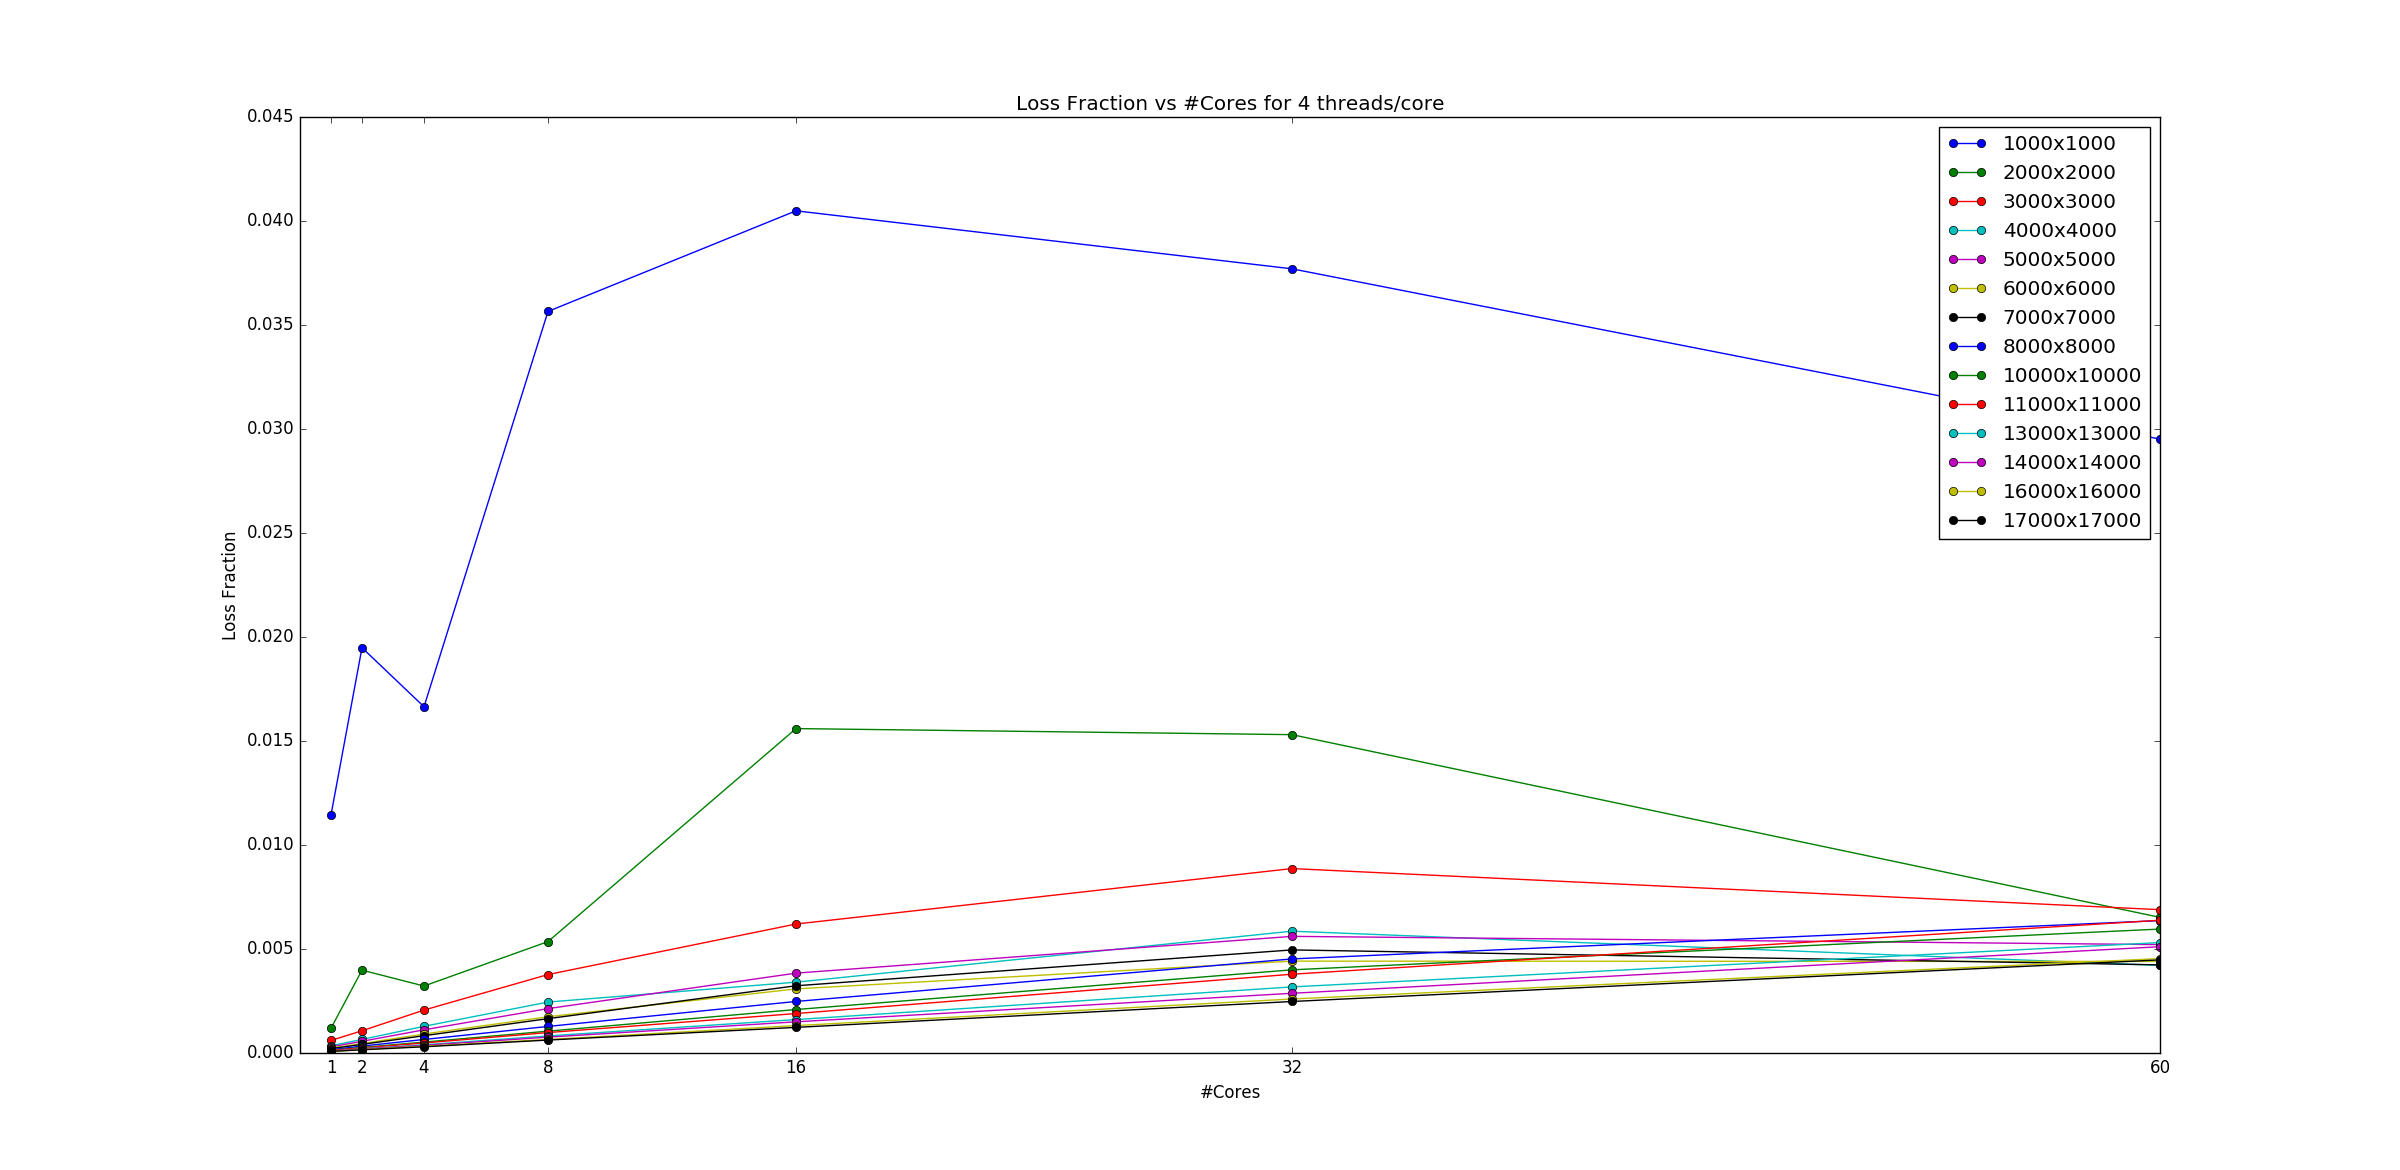 Loss Fraction vs #Cores for 4 threads/core
0.045
0.040
0.035
0.030
0.025
0.020
0.015
0.010
0.005
0.000
Loss Fraction
1000x1000
2000x2000
3000x3000
4000x4000
5000x5000
6000x6000
7000x7000
8000x8000
10000x10000
11000x11000
13000x13000
14000x14000
16000x16000
17000x17000
1 2 4 8 16 32 60
#Cores